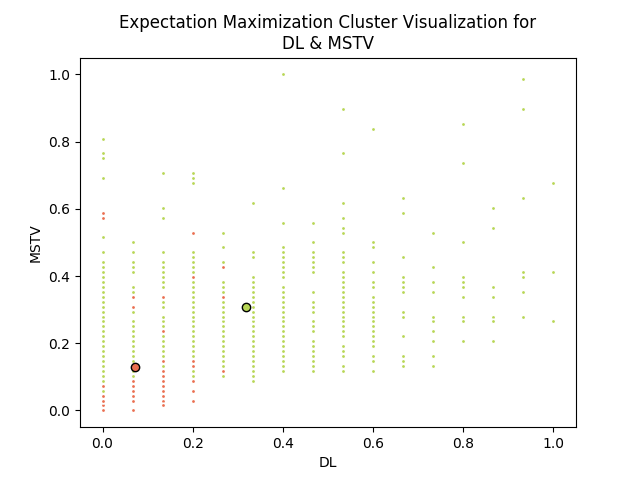 Expectation Maximization Cluster Visualization for
DL & MSTV
1.0
0.8
0.6
0.4
0.2
0.0
MSTV
0.0 0.2 0.4 0.6 0.8 1.0
DL